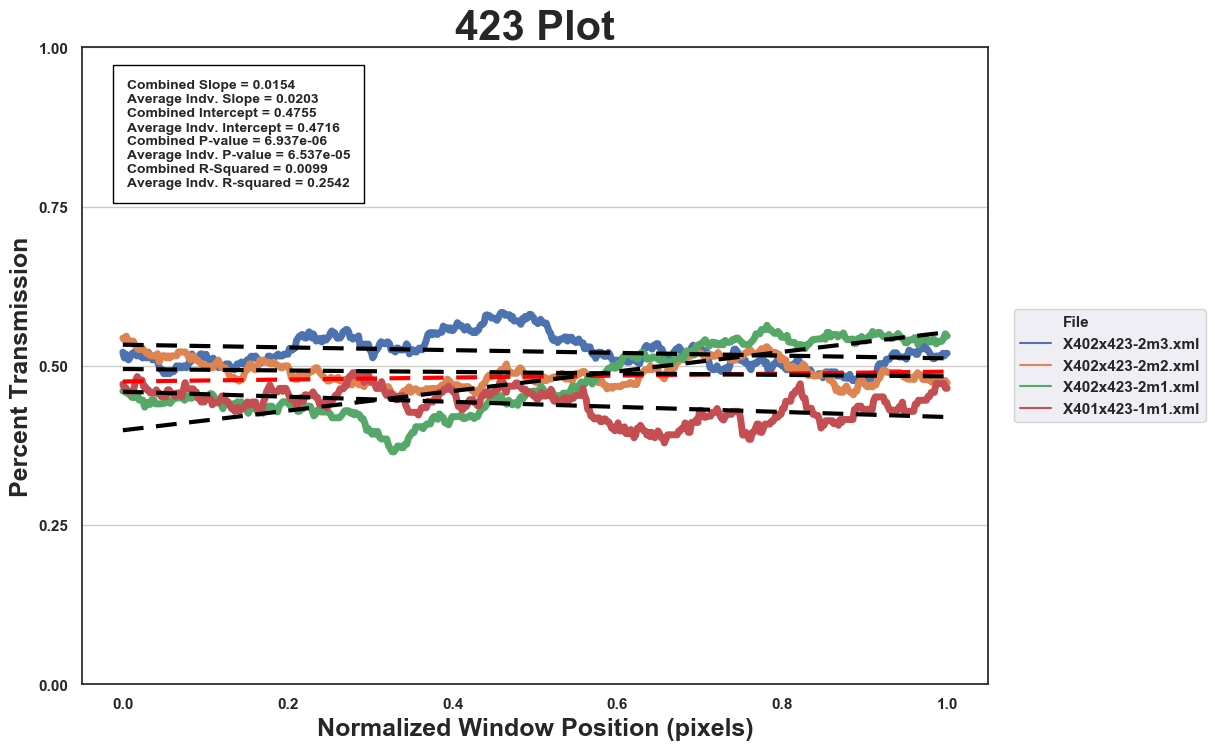 423 Plot
1.00
0.75
0.50
0.25
0.00
Percent Transmission
Combined Slope = 0.0154
Average Indv. Slope = 0.0203
Combined Intercept = 0.4755
Average Indv. Intercept = 0.4716
Combined P-value = 6.937e-06
Average Indv. P-value = 6.537e-05
Combined R-Squared = 0.0099
Average Indv. R-squared = 0.2542
File
X402x423-2m3.xml
X402x423-2m2.xml
X402x423-2m1.xml
X401x423-1m1.xml
0.0 0.2 0.4 0.6 0.8 1.0
Normalized Window Position (pixels)